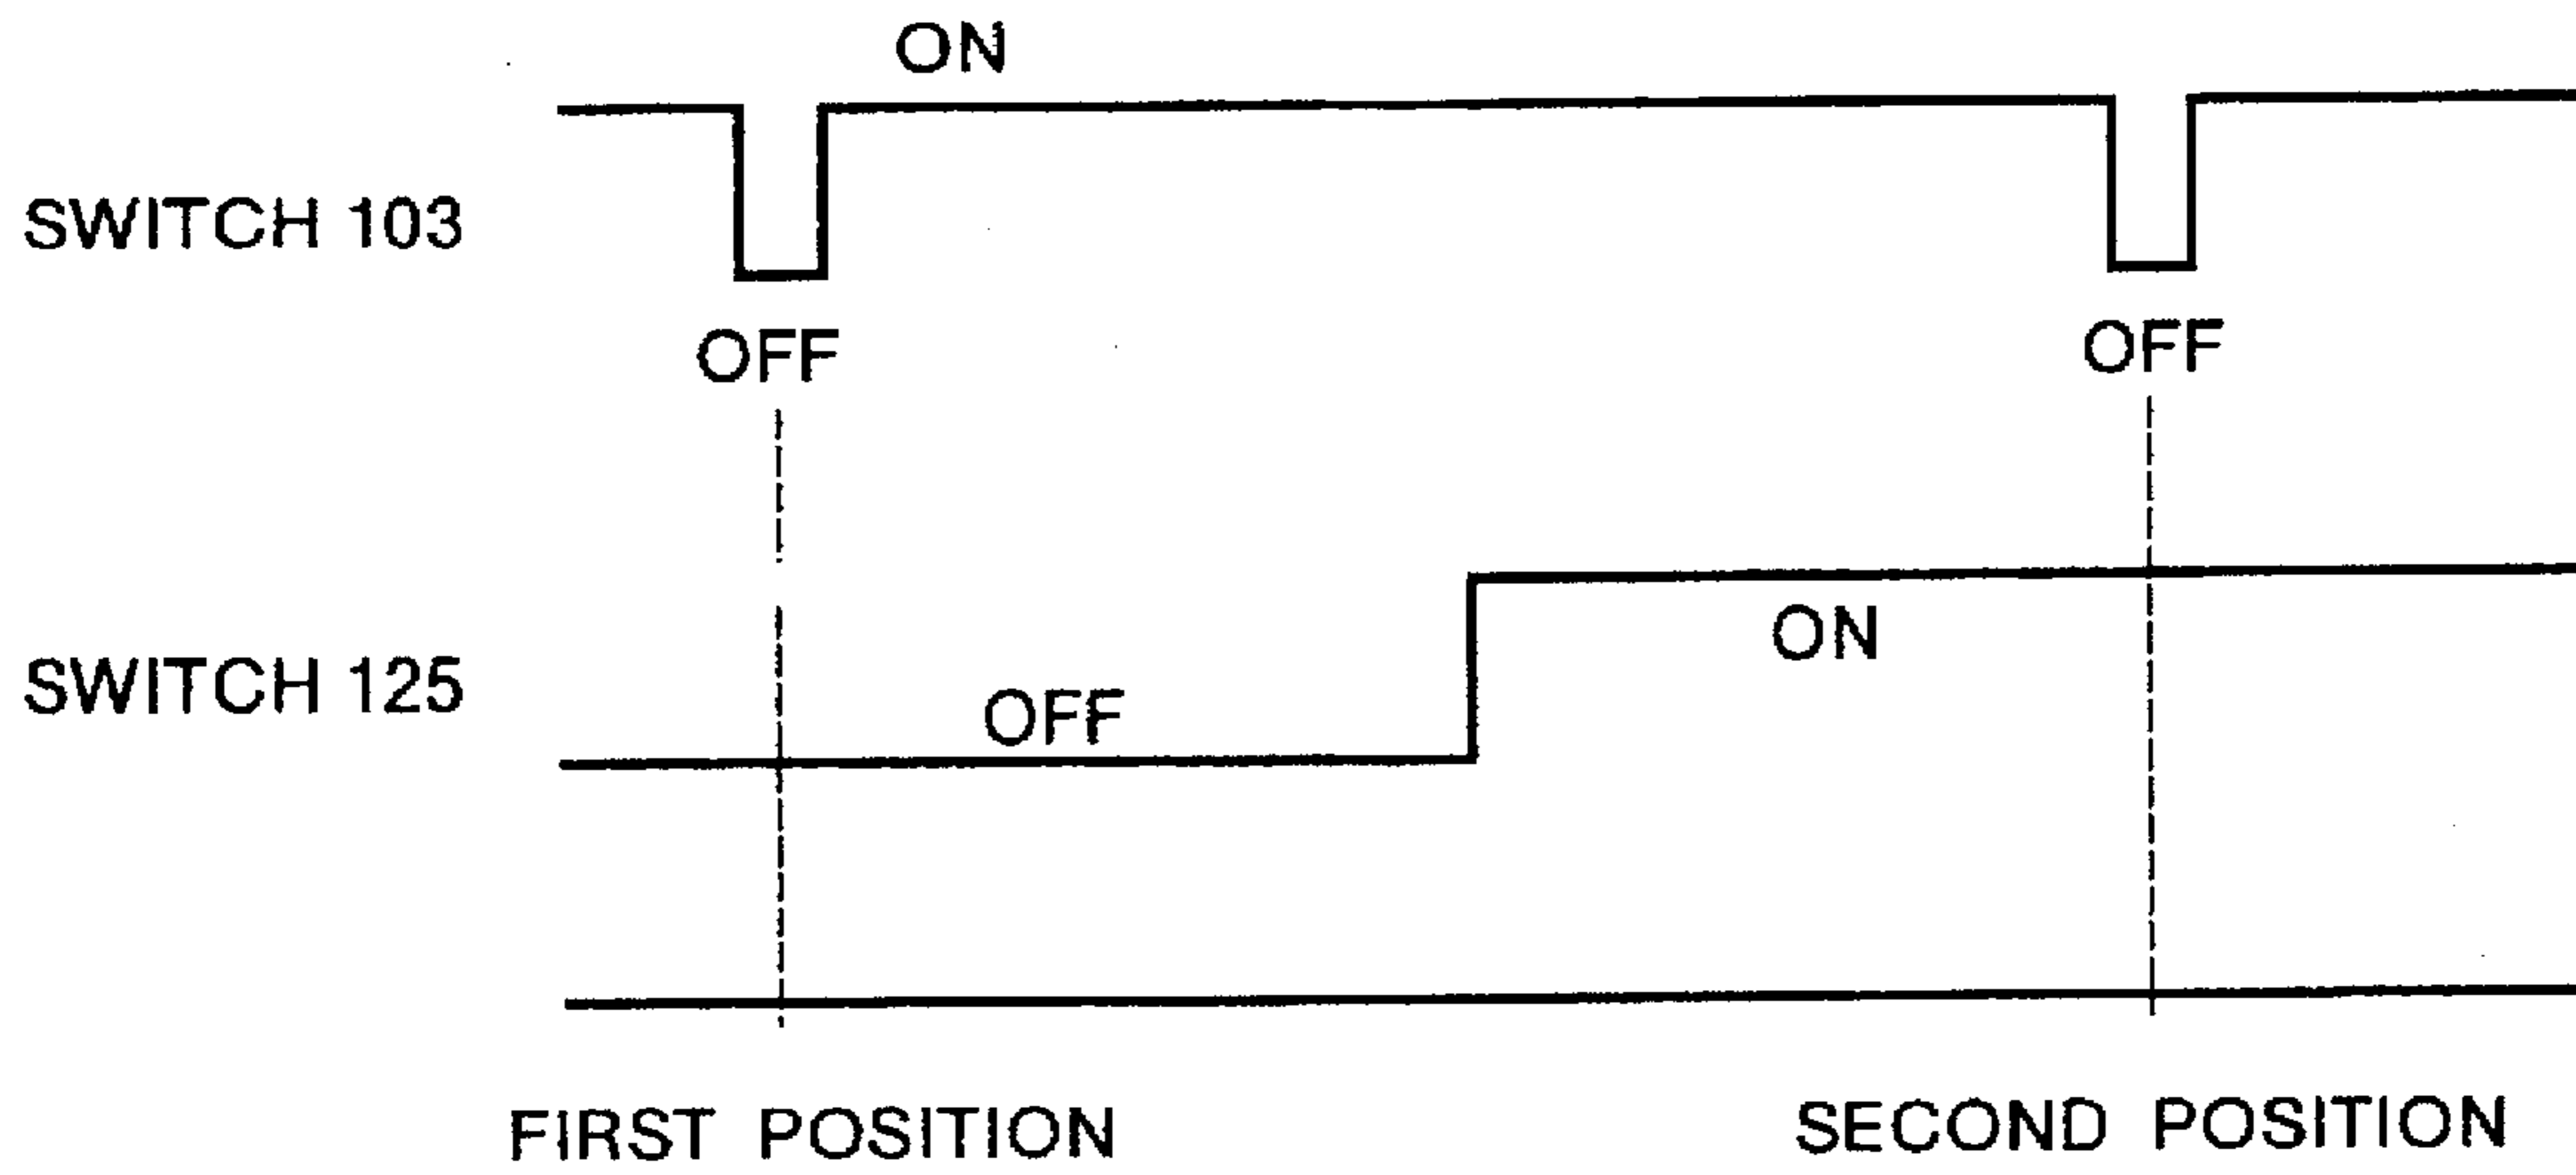 ON
SWITCH 103
OFF
OFF
ON
SWITCH 125
OFF
FIRST POSITION
SECOND POSITION